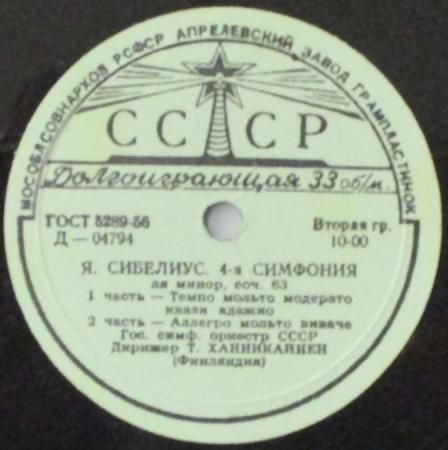 МОСОБЛСОВНАРХОЗ РСФСР АПРЕЛЕВСКИЙ ЗАВОД ГРАМПЛАСТИНОК
СССР
Долгоиграющая 33 об/м.
ГОСТ 5289-56 Вторая гр.
Д — 04794 10-00
Я. СИБЕЛИУС. 4-я СИМФОНИЯ
ля минор, соч. 63
1 часть — Темпо мольто модерато
квази адажио
2 часть — Аллегро мольто виваче
Гос. симф. оркестр СССР
Дирижер Т. ХАННИКАЙНЕН
(Финляндия)